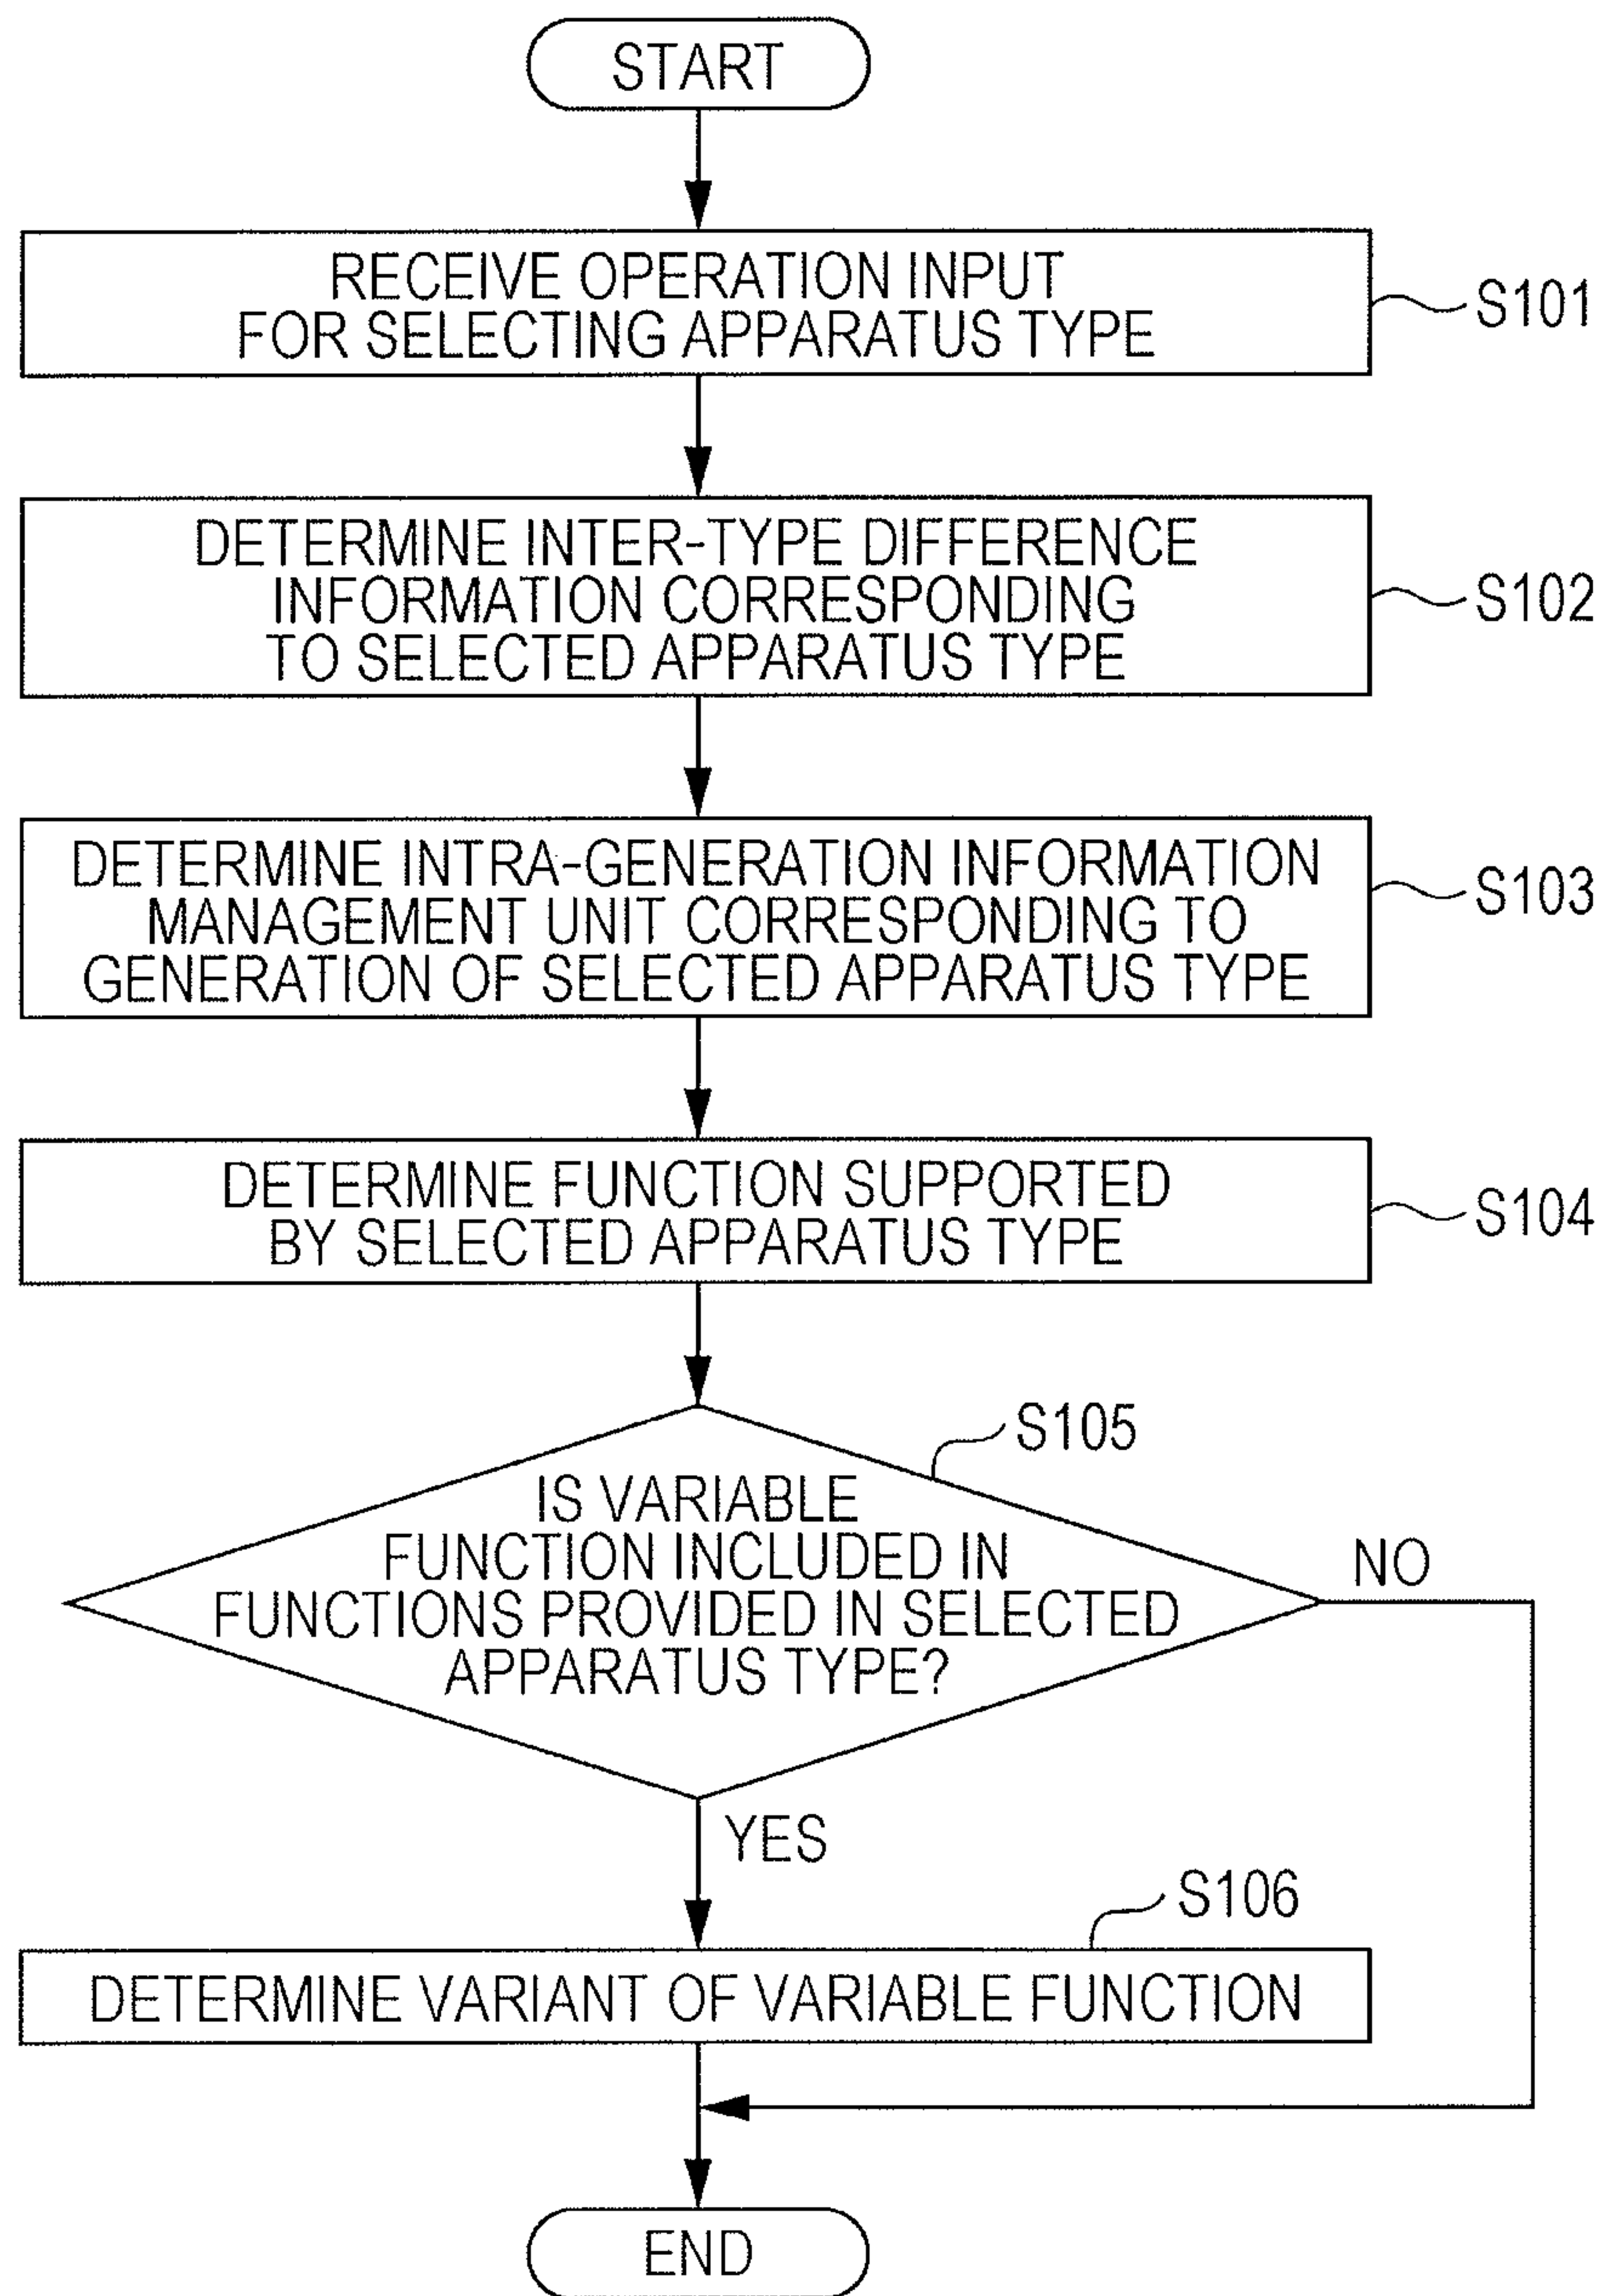 START
RECEIVE OPERATION INPUT
FOR SELECTING APPARATUS TYPE
S101
DETERMINE INTER-TYPE DIFFERENCE
INFORMATION CORRESPONDING
TO SELECTED APPARATUS TYPE
S102
DETERMINE INTRA-GENERATION INFORMATION
MANAGEMENT UNIT CORRESPONDING TO
GENERATION OF SELECTED APPARATUS TYPE
S103
DETERMINE FUNCTION SUPPORTED
BY SELECTED APPARATUS TYPE
S104
S105
IS VARIABLE
FUNCTION INCLUDED IN
FUNCTIONS PROVIDED IN SELECTED
APPARATUS TYPE?
NO
YES
S106
DETERMINE VARIANT OF VARIABLE FUNCTION
END